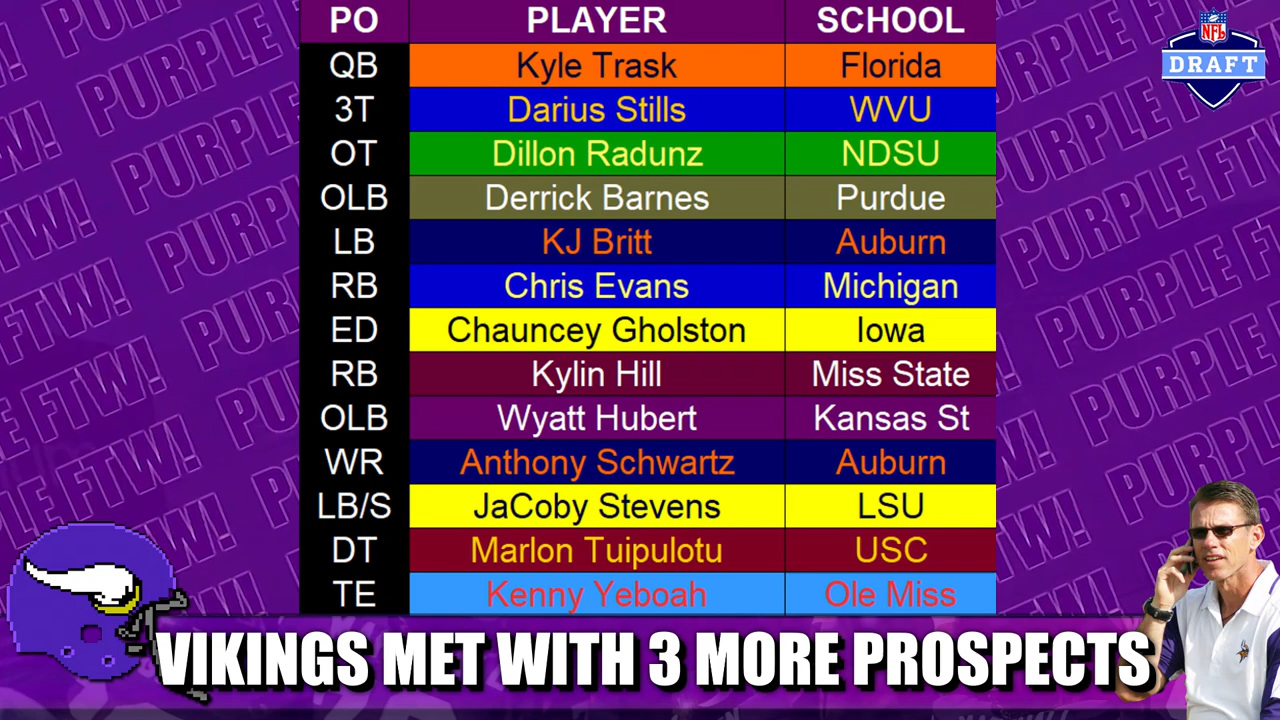 PO PLAYER SCHOOL
QB Kyle Trask Florida
3T Darius Stills WVU
OT Dillon Radunz NDSU
OLB Derrick Barnes Purdue
LB KJ Britt Auburn
RB Chris Evans Michigan
ED Chauncey Gholston Iowa
RB Kylin Hill Miss State
OLB Wyatt Hubert Kansas St
WR Anthony Schwartz Auburn
LB/S JaCoby Stevens LSU
DT Marlon Tuipulotu USC
TE Kenny Yeboah Ole Miss
VIKINGS MET WITH 3 MORE PROSPECTS
NFL
DRAFT
PURPLE FTW!